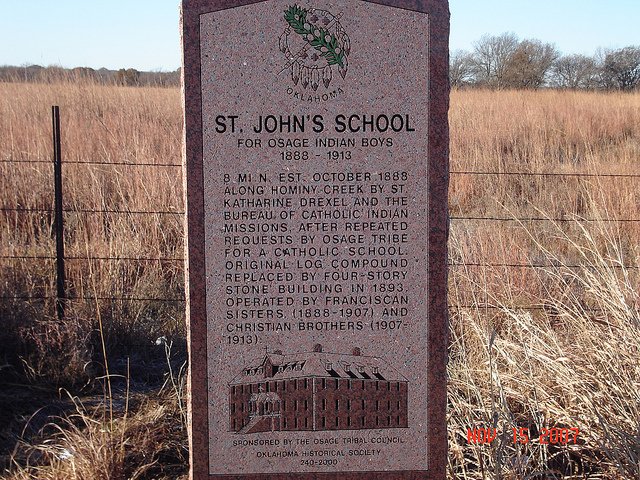 OKLAHOMA
ST. JOHN'S SCHOOL
FOR OSAGE INDIAN BOYS
1888 - 1913
8 MI N. EST. OCTOBER 1888
ALONG HOMINY CREEK BY ST.
KATHARINE DREXEL AND THE
BUREAU OF CATHOLIC INDIAN
MISSIONS, AFTER REPEATED
REQUESTS BY OSAGE TRIBE
FOR A CATHOLIC SCHOOL.
ORIGINAL LOG COMPOUND
REPLACED BY FOUR-STORY
STONE BUILDING IN 1893.
OPERATED BY FRANCISCAN
SISTERS (1888-1907) AND
CHRISTIAN BROTHERS (1907-
1913).
SPONSORED BY THE OSAGE TRIBAL COUNCIL
OKLAHOMA HISTORICAL SOCIETY
240-2000
NOV 15 2007